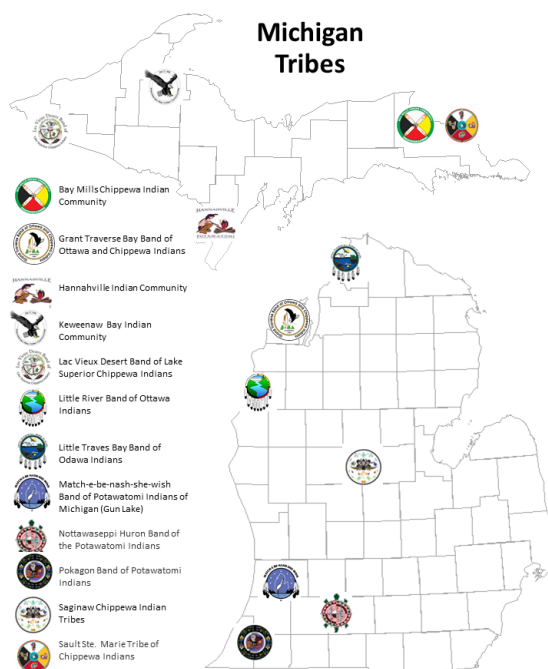 Michigan
Tribes
HANNAHVILLE
POTAWATOMI
Bay Mills Chippewa Indian
Community
Grant Traverse Bay Band of
Ottawa and Chippewa Indians
HANNAHVILLE
Hannahville Indian Community
Keweenaw Bay Indian
Community
Lac Vieux Desert Band of Lake
Superior Chippewa Indians
Little River Band of Ottawa
Indians
Little Traves Bay Band of
Odawa Indians
Match-e-be-nash-she-wish
Band of Potawatomi Indians of
Michigan (Gun Lake)
Nottawaseppi Huron Band of
the Potawatomi Indians
Pokagon Band of Potawatomi
Indians
Saginaw Chippewa Indian
Tribes
Sault Ste. Marie Tribe of
Chippewa Indians